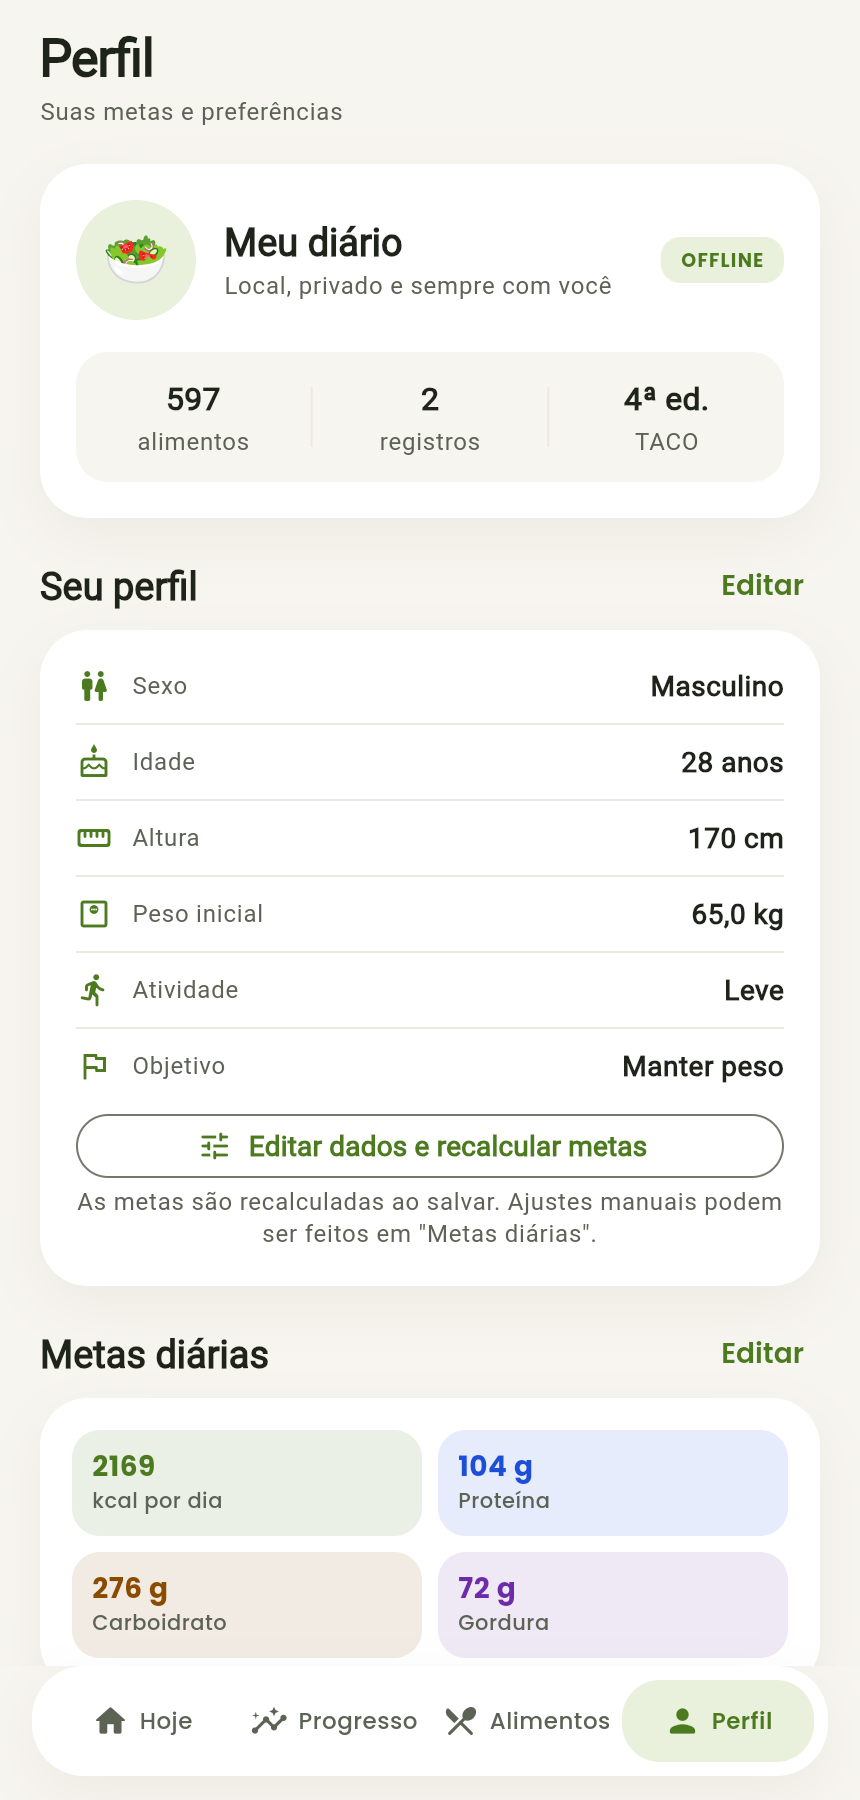 Perfil
Suas metas e preferências
Meu diário
Local, privado e sempre com você
OFFLINE
597
alimentos
2
registros
4ª ed.
TACO
Seu perfil
Editar
Sexo
Masculino
Idade
28 anos
Altura
170 cm
Peso inicial
65,0 kg
Atividade
Leve
Objetivo
Manter peso
Editar dados e recalcular metas
As metas são recalculadas ao salvar. Ajustes manuais podem
ser feitos em "Metas diárias".
Metas diárias
Editar
2169
kcal por dia
104 g
Proteína
276 g
Carboidrato
72 g
Gordura
Hoje
Progresso
Alimentos
Perfil